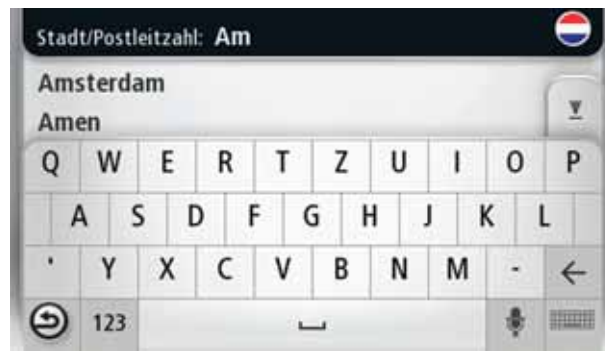 Stadt/Postleitzahl: Am
Amsterdam
Amen
Q W E R T Z U I O P
A S D F G H J K L
' Y X C V B N M -
123